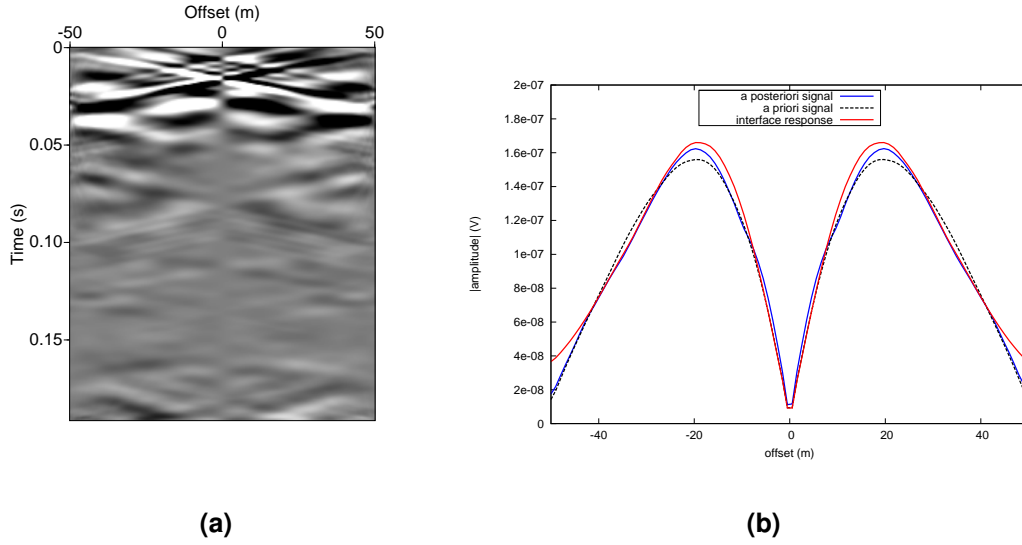 Offset (m)
-50 0 50
0
0.05
0.10
0.15
Time (s)
(a)
2e-07
1.8e-07
1.6e-07
1.4e-07
1.2e-07
1e-07
8e-08
6e-08
4e-08
2e-08
0
|amplitude| (V)
a posteriori signal
a priori signal
interface response
-40 -20 0 20 40
offset (m)
(b)